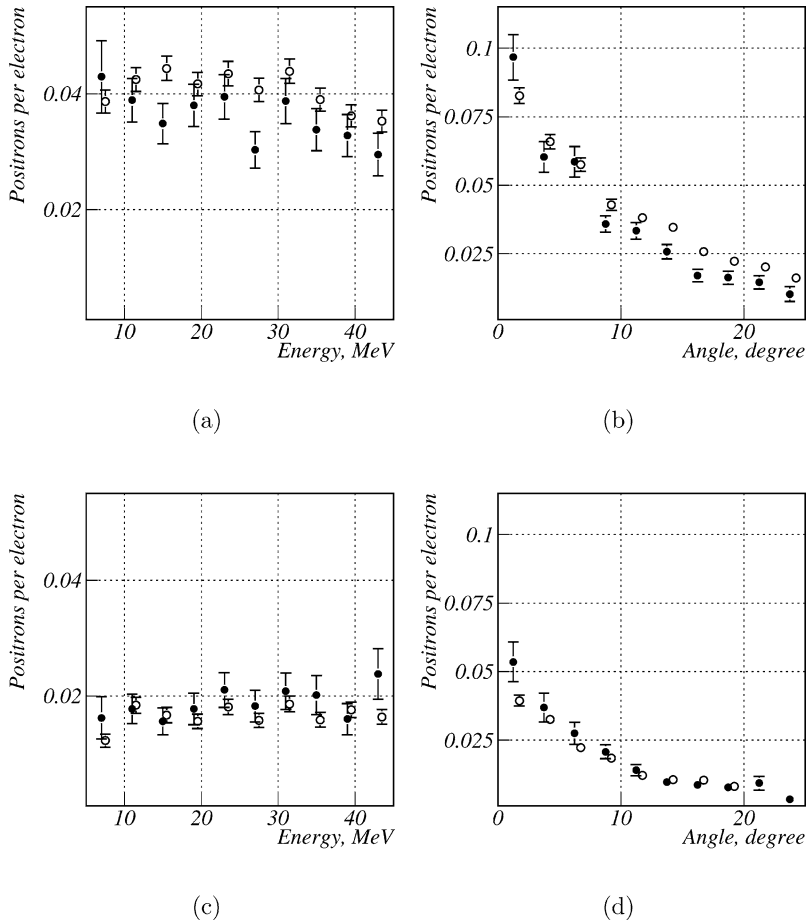 Positrons per electron
0.04
0.02
10 20 30 40
Energy, MeV
(a)
Positrons per electron
0.1
0.075
0.05
0.025
0 10 20
Angle, degree
(b)
Positrons per electron
0.04
0.02
10 20 30 40
Energy, MeV
(c)
Positrons per electron
0.1
0.075
0.05
0.025
0 10 20
Angle, degree
(d)